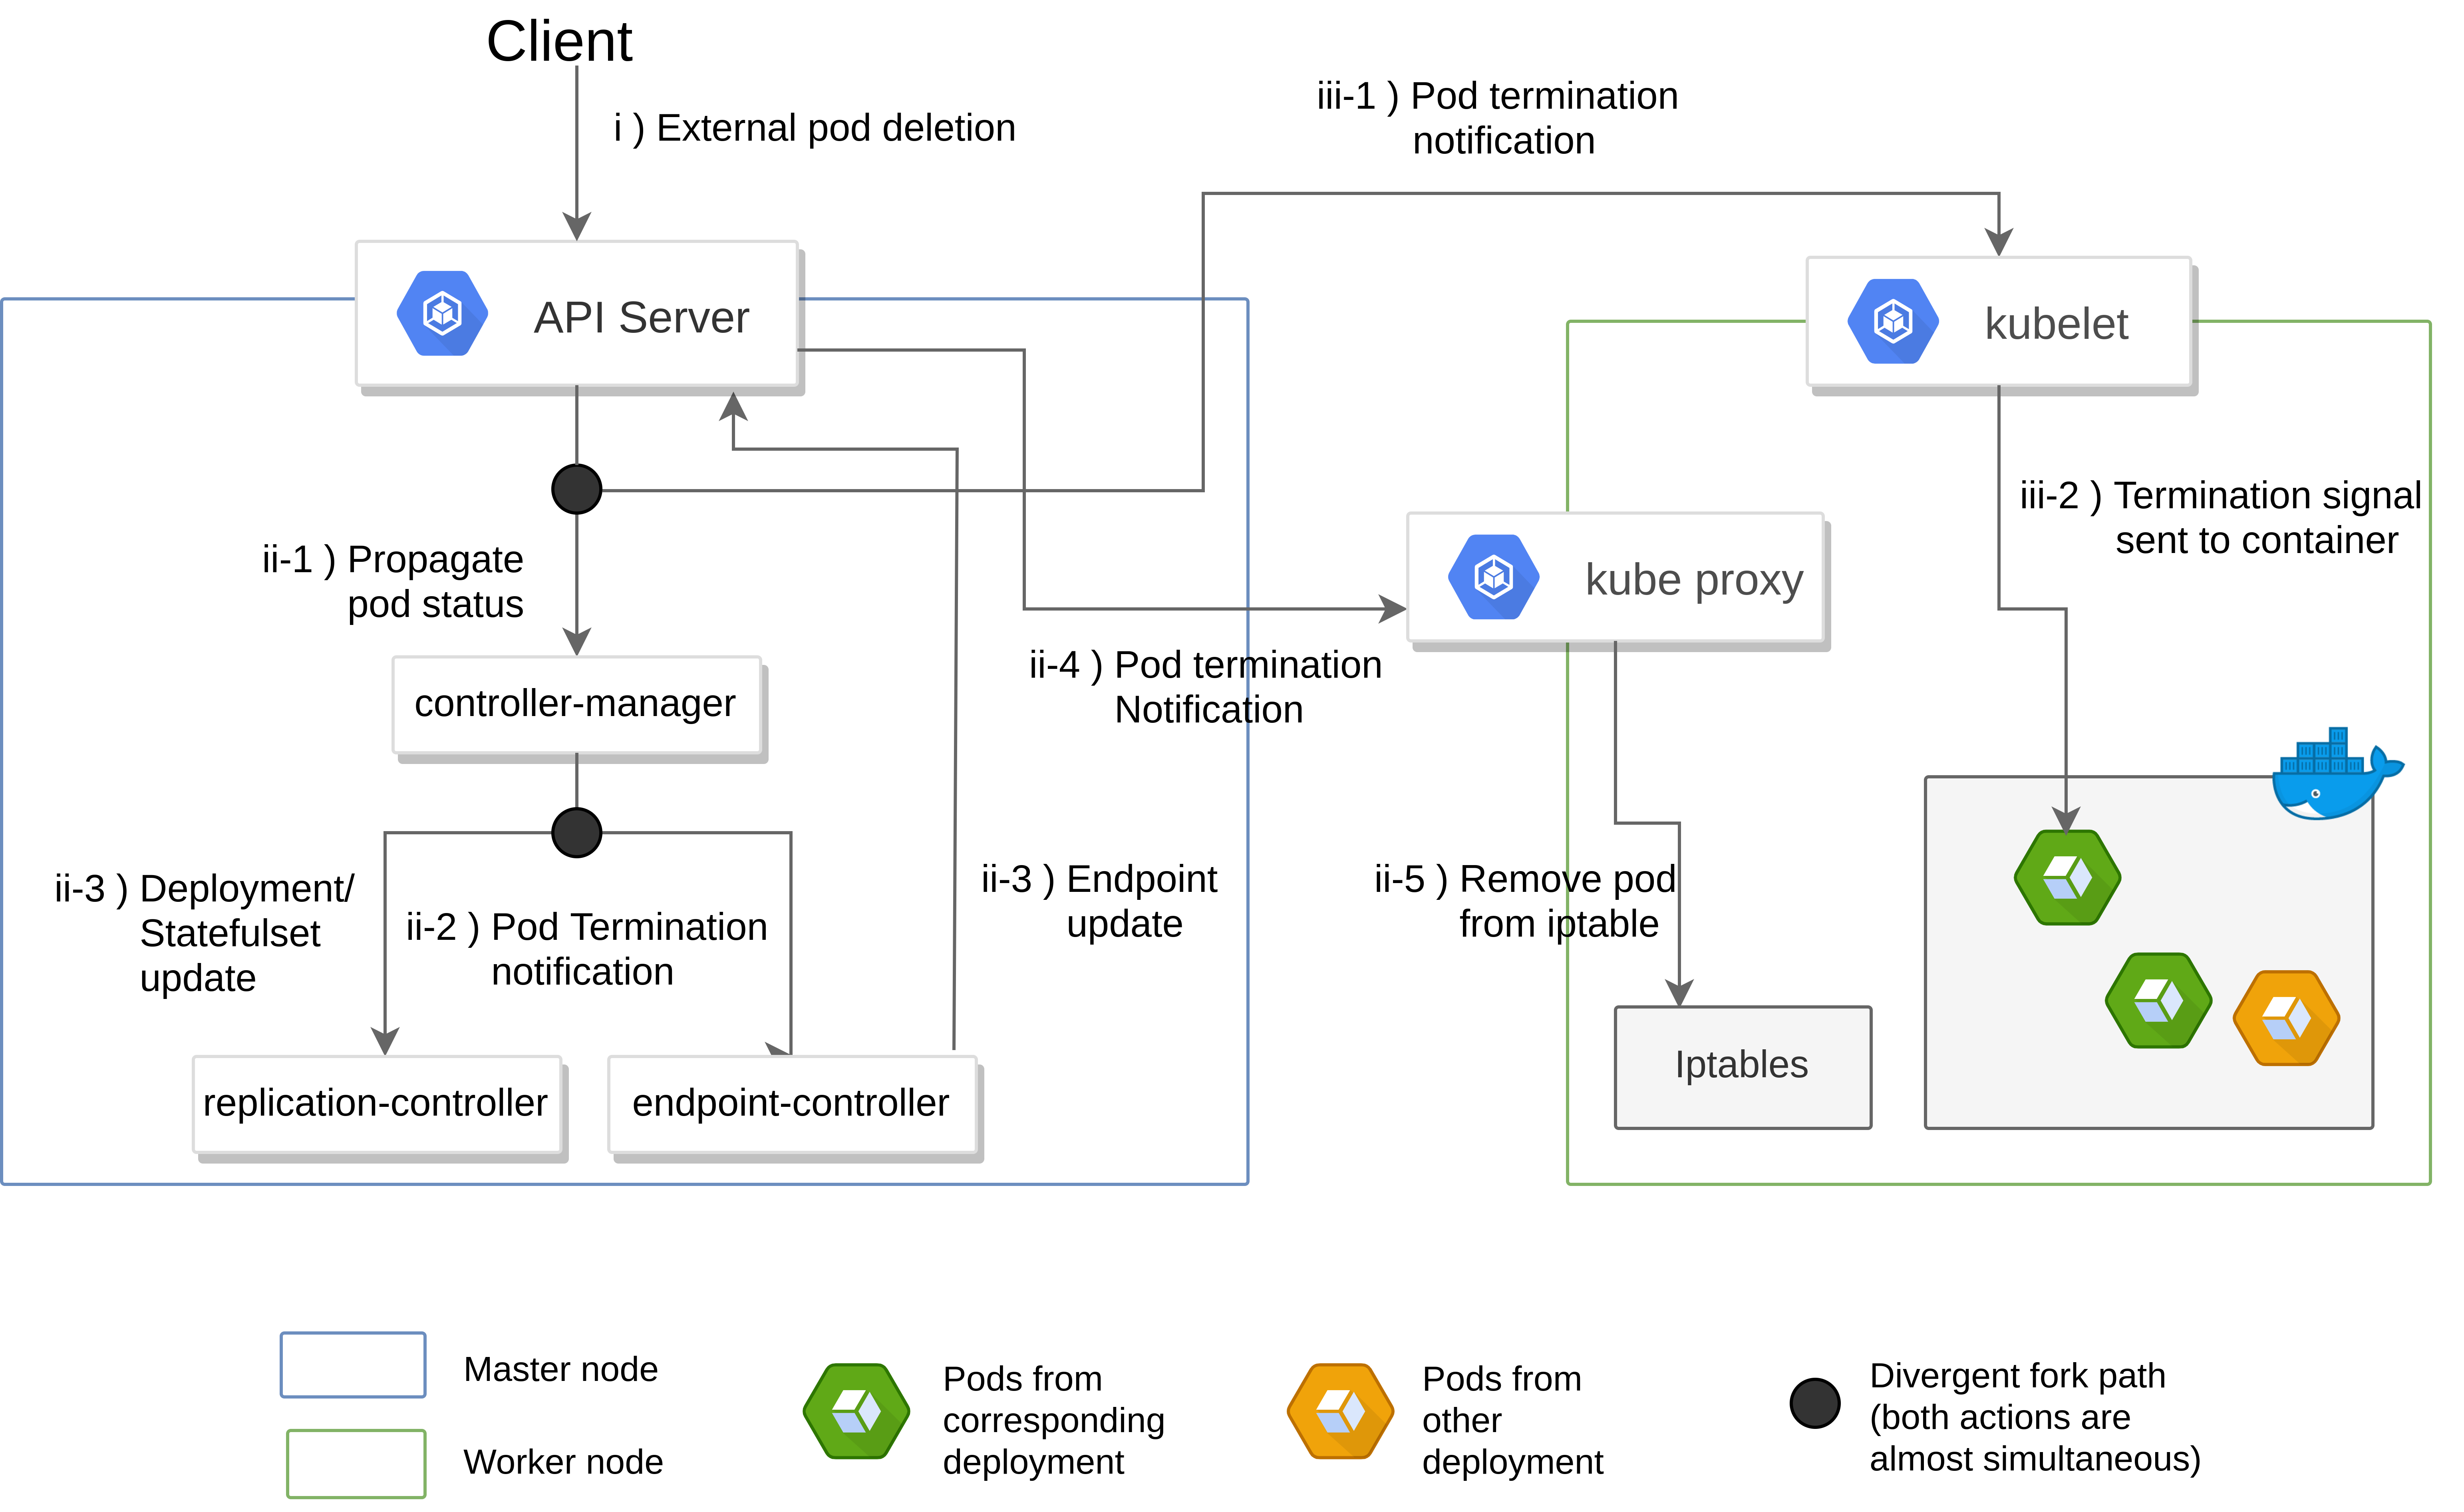 Client
i ) External pod deletion
iii-1 ) Pod termination
notification
API Server
kubelet
iii-2 ) Termination signal
sent to container
ii-1 ) Propagate
pod status
kube proxy
ii-4 ) Pod termination
Notification
controller-manager
ii-3 ) Deployment/
Statefulset
update
ii-2 ) Pod Termination
notification
ii-3 ) Endpoint
update
ii-5 ) Remove pod
from iptable
Iptables
replication-controller
endpoint-controller
Master node
Worker node
Pods from
corresponding
deployment
Pods from
other
deployment
Divergent fork path
(both actions are
almost simultaneous)